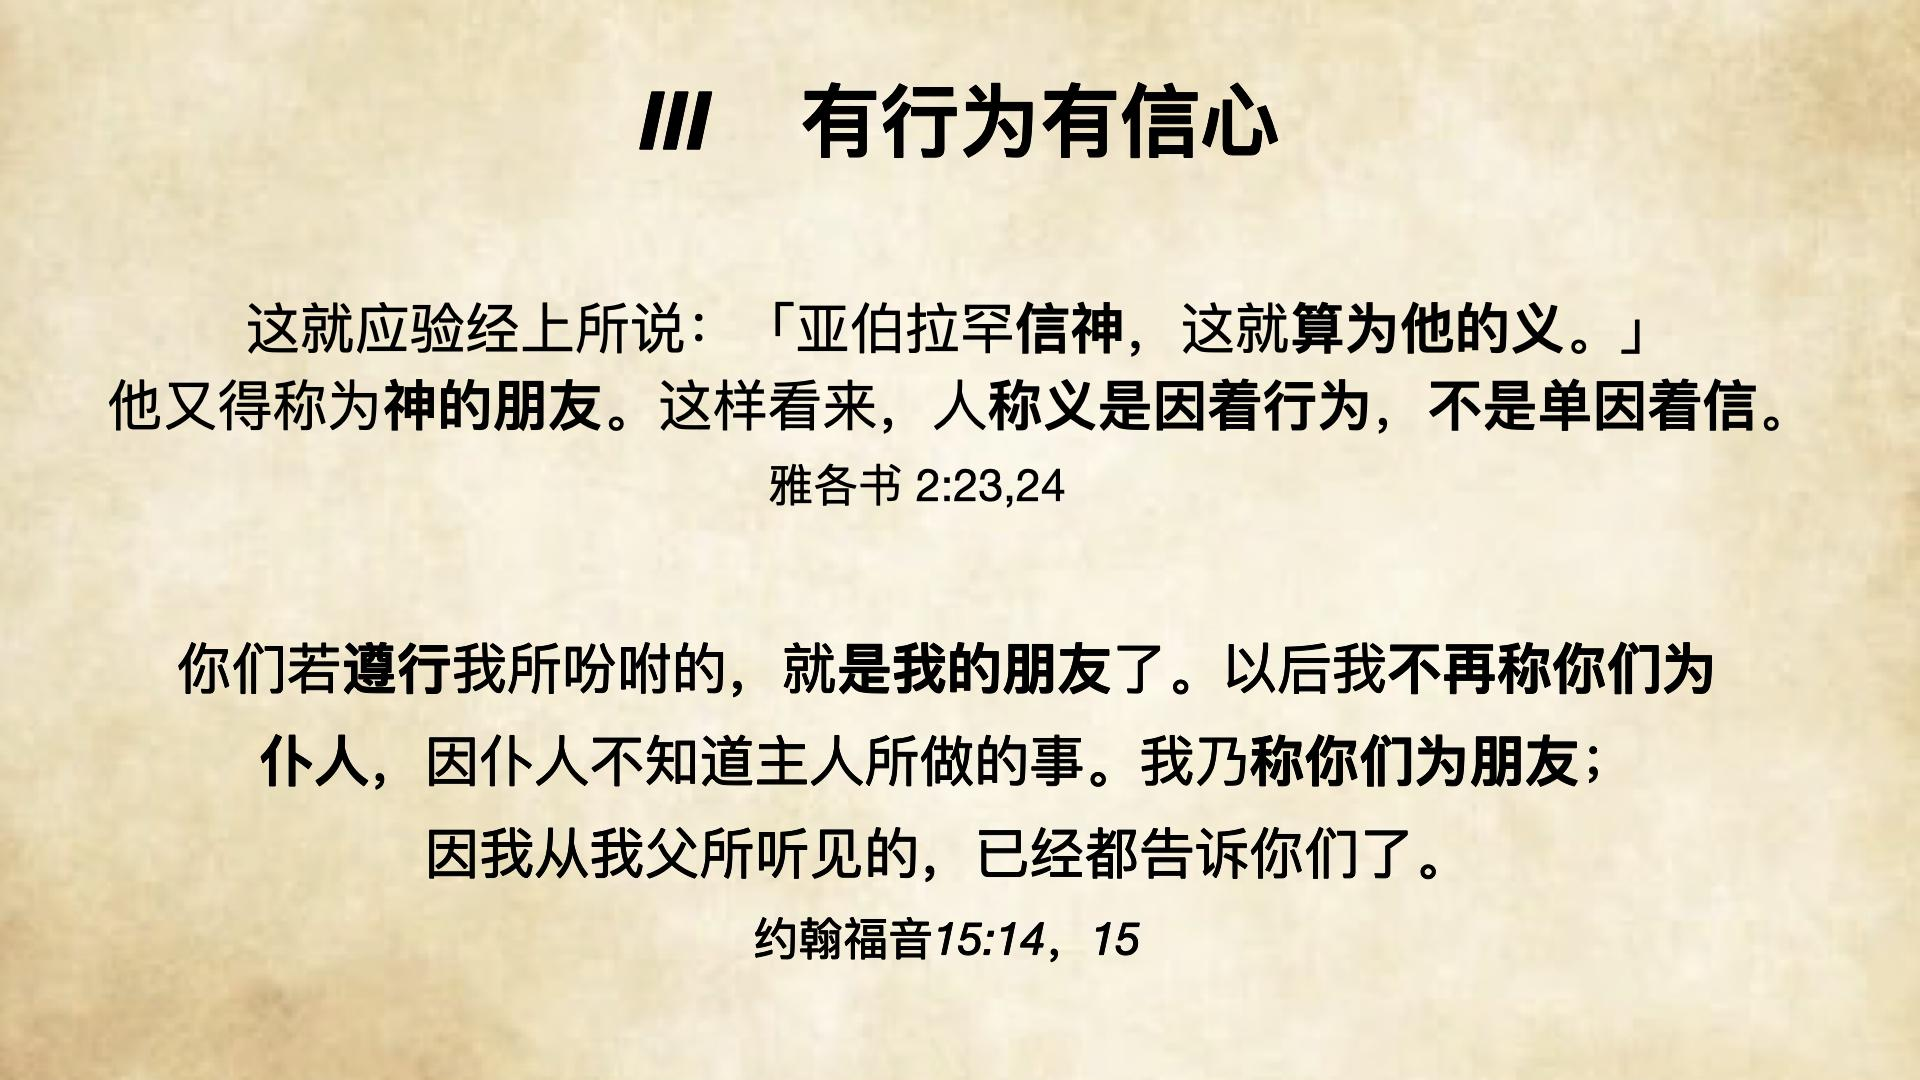 III　有行为有信心
这就应验经上所说：「亚伯拉罕信神，这就算为他的义。」
他又得称为神的朋友。这样看来，人称义是因着行为，不是单因着信。
雅各书 2:23,24
你们若遵行我所吩咐的，就是我的朋友了。以后我不再称你们为
仆人，因仆人不知道主人所做的事。我乃称你们为朋友；
因我从我父所听见的，已经都告诉你们了。
约翰福音15:14，15